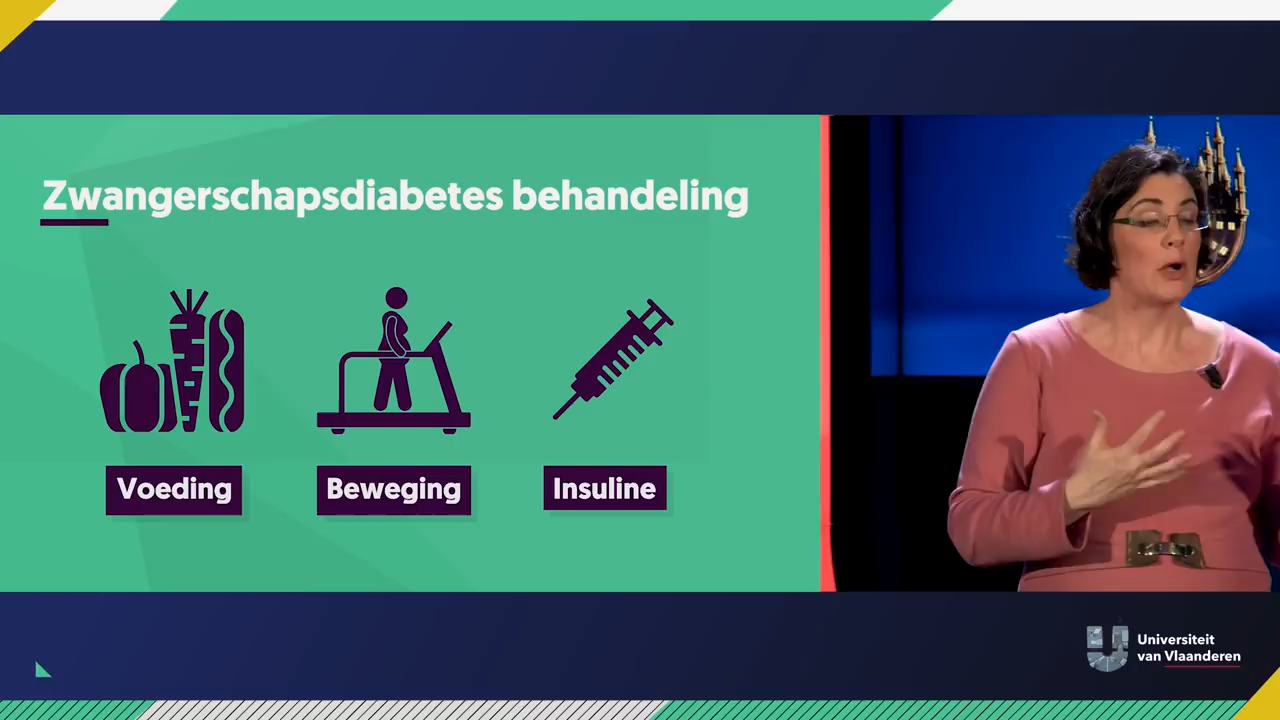 Zwangerschapsdiabetes behandeling
Voeding
Beweging
Insuline
Universiteit
van Vlaanderen